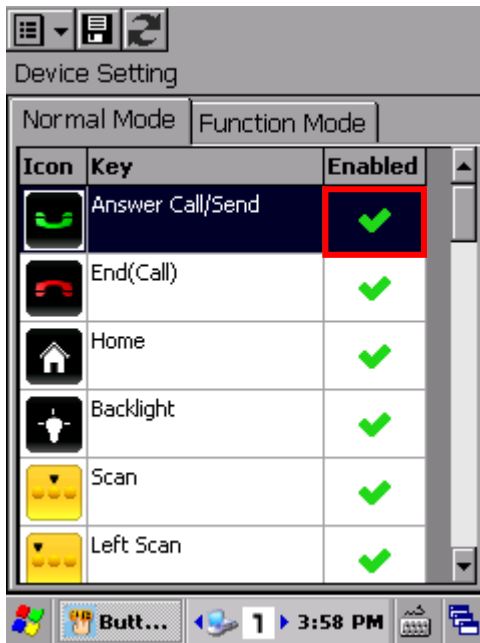 Device Setting
Normal Mode Function Mode
Icon Key Enabled
Answer Call/Send
End(Call)
Home
Backlight
Scan
Left Scan
Butt... 1 3:58 PM